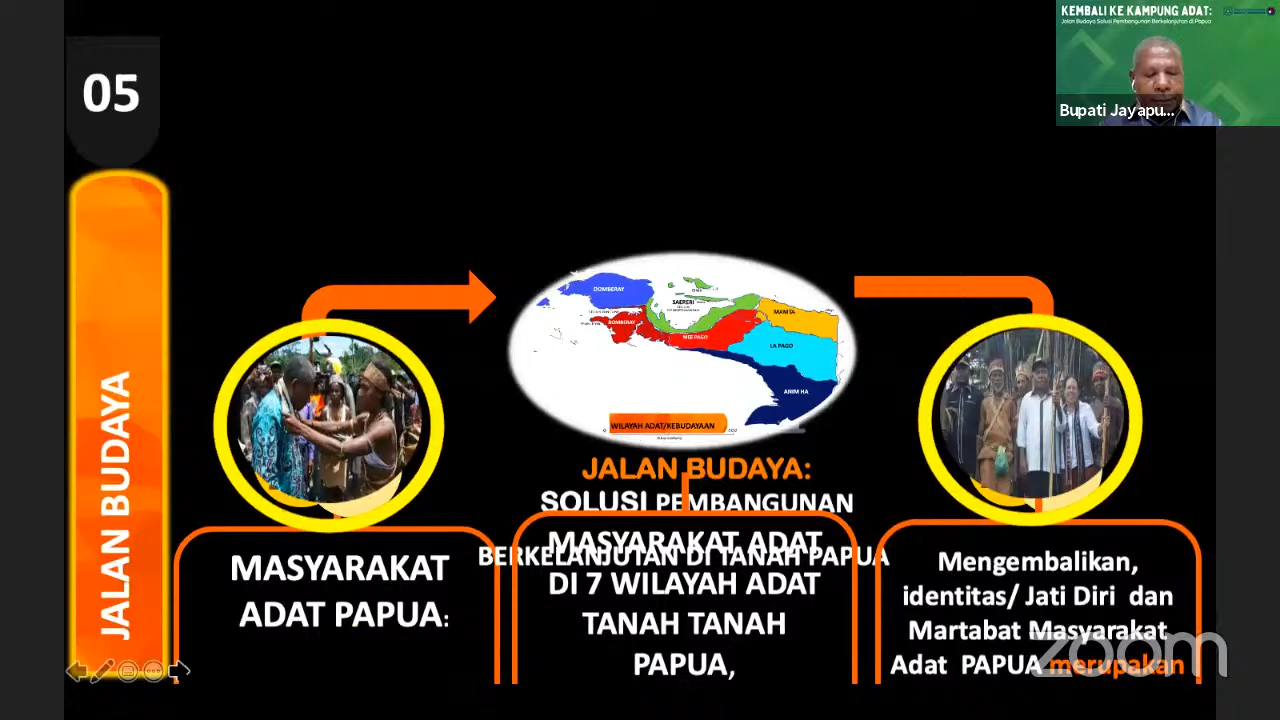 05
JALAN BUDAYA
KEMBALI KE KAMPUNG ADAT:
Jalan Budaya Solusi Pembangunan Berkelanjutan di Papua
Bupati Jayapu...
DOMBERAY
SAERERI
BOMBERAY
MEE PAGO
MAMTA
LA PAGO
ANIM HA
WILAYAH ADAT/KEBUDAYAAN
JALAN BUDAYA:
SOLUSI PEMBANGUNAN
BERKELANJUTAN DI TANAH PAPUA
MASYARAKAT
ADAT PAPUA:
MASYARAKAT ADAT
DI 7 WILAYAH ADAT
TANAH TANAH
PAPUA,
Mengembalikan,
identitas/ Jati Diri dan
Martabat Masyarakat
Adat PAPUA merupakan
zoom